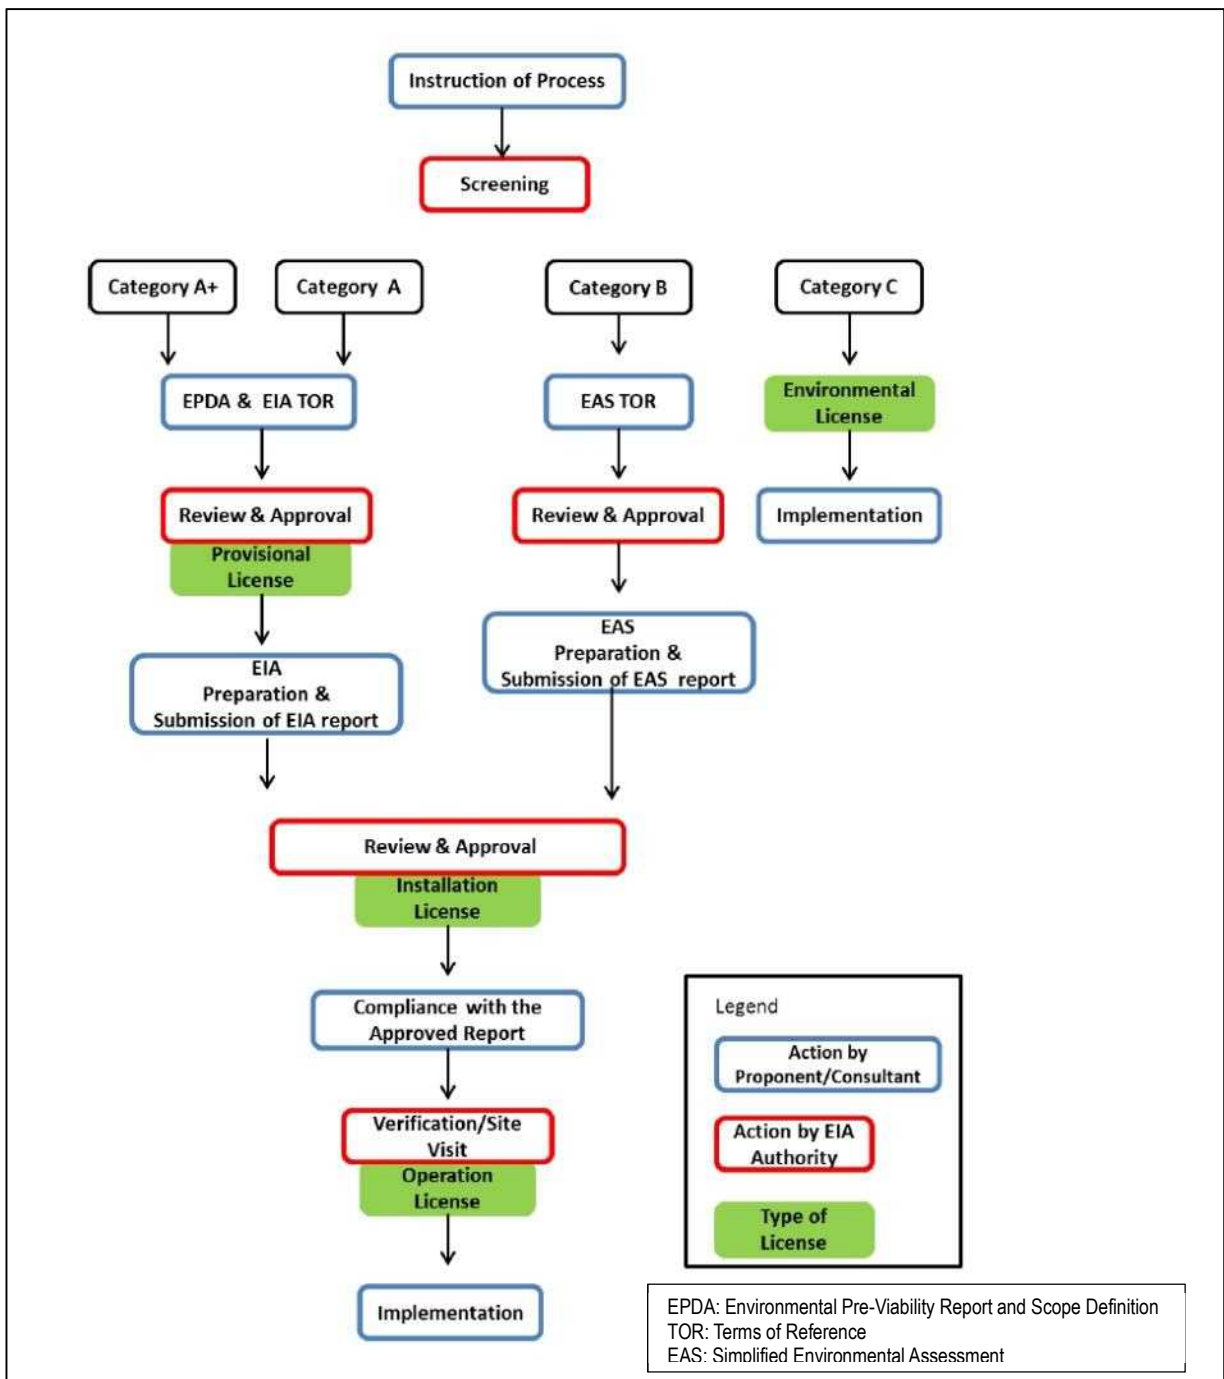 Instruction of Process
Screening
Category A+
Category A
Category B
Category C
EPDA & EIA TOR
EAS TOR
Environmental
License
Review & Approval
Provisional
License
Review & Approval
Implementation
EIA
Preparation &
Submission of EIA report
EAS
Preparation &
Submission of EAS report
Review & Approval
Installation
License
Compliance with the
Approved Report
Verification/Site
Visit
Operation
License
Implementation
Legend
Action by
Proponent/Consultant
Action by EIA
Authority
Type of
License
EPDA: Environmental Pre-Viability Report and Scope Definition
TOR: Terms of Reference
EAS: Simplified Environmental Assessment